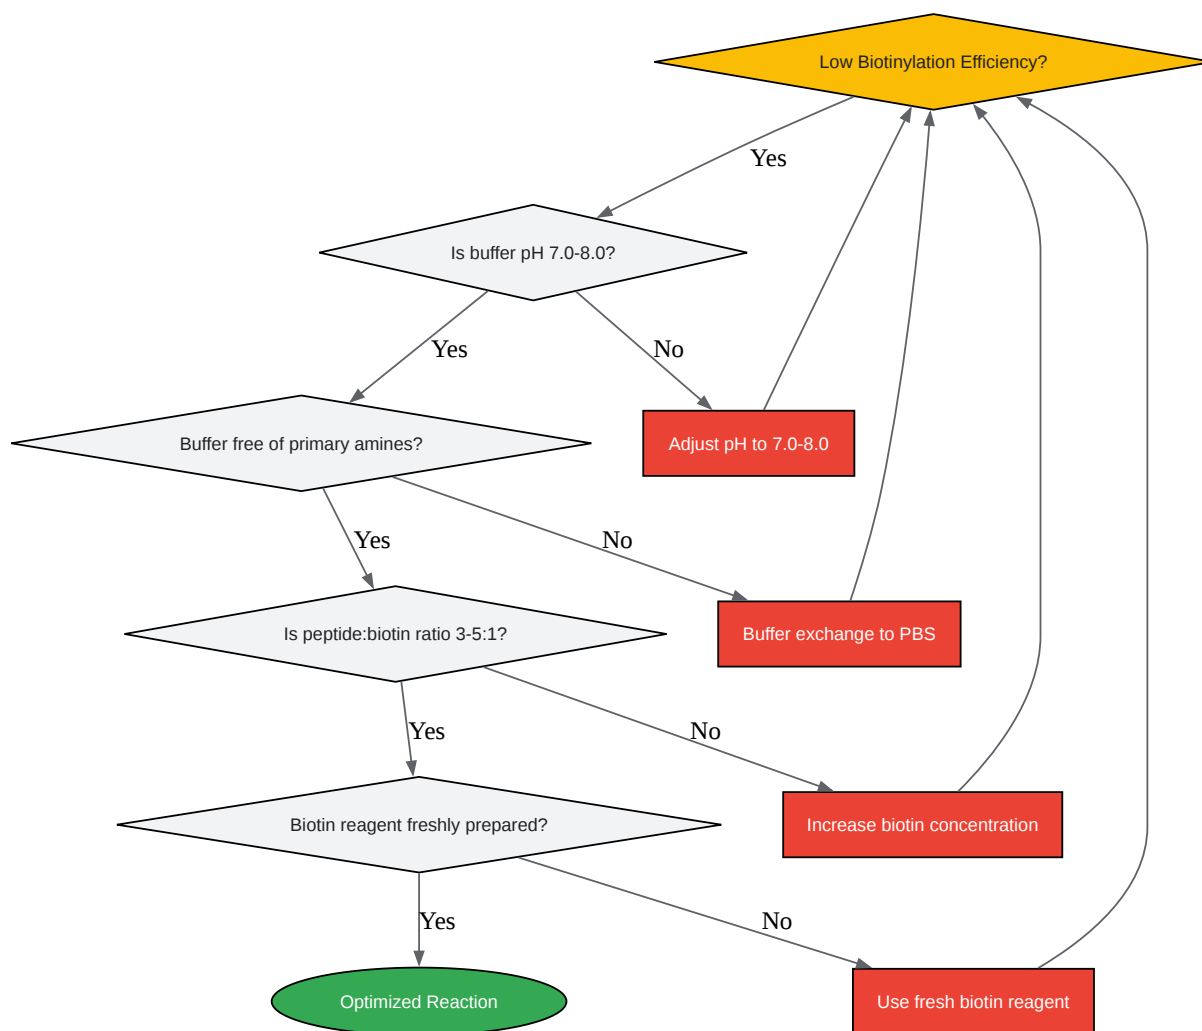 Low Biotinylation Efficiency?
Yes
Is buffer pH 7.0-8.0?
Yes
No
Buffer free of primary amines?
Adjust pH to 7.0-8.0
Yes
No
Is peptide:biotin ratio 3-5:1?
Buffer exchange to PBS
Yes
No
Biotin reagent freshly prepared?
Increase biotin concentration
Yes
No
Optimized Reaction
Use fresh biotin reagent